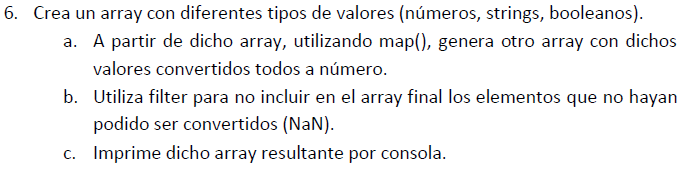 6. Crea un array con diferentes tipos de valores (números, strings, booleanos).
a. A partir de dicho array, utilizando map(), genera otro array con dichos
valores convertidos todos a número.
b. Utiliza filter para no incluir en el array final los elementos que no hayan
podido ser convertidos (NaN).
c. Imprime dicho array resultante por consola.